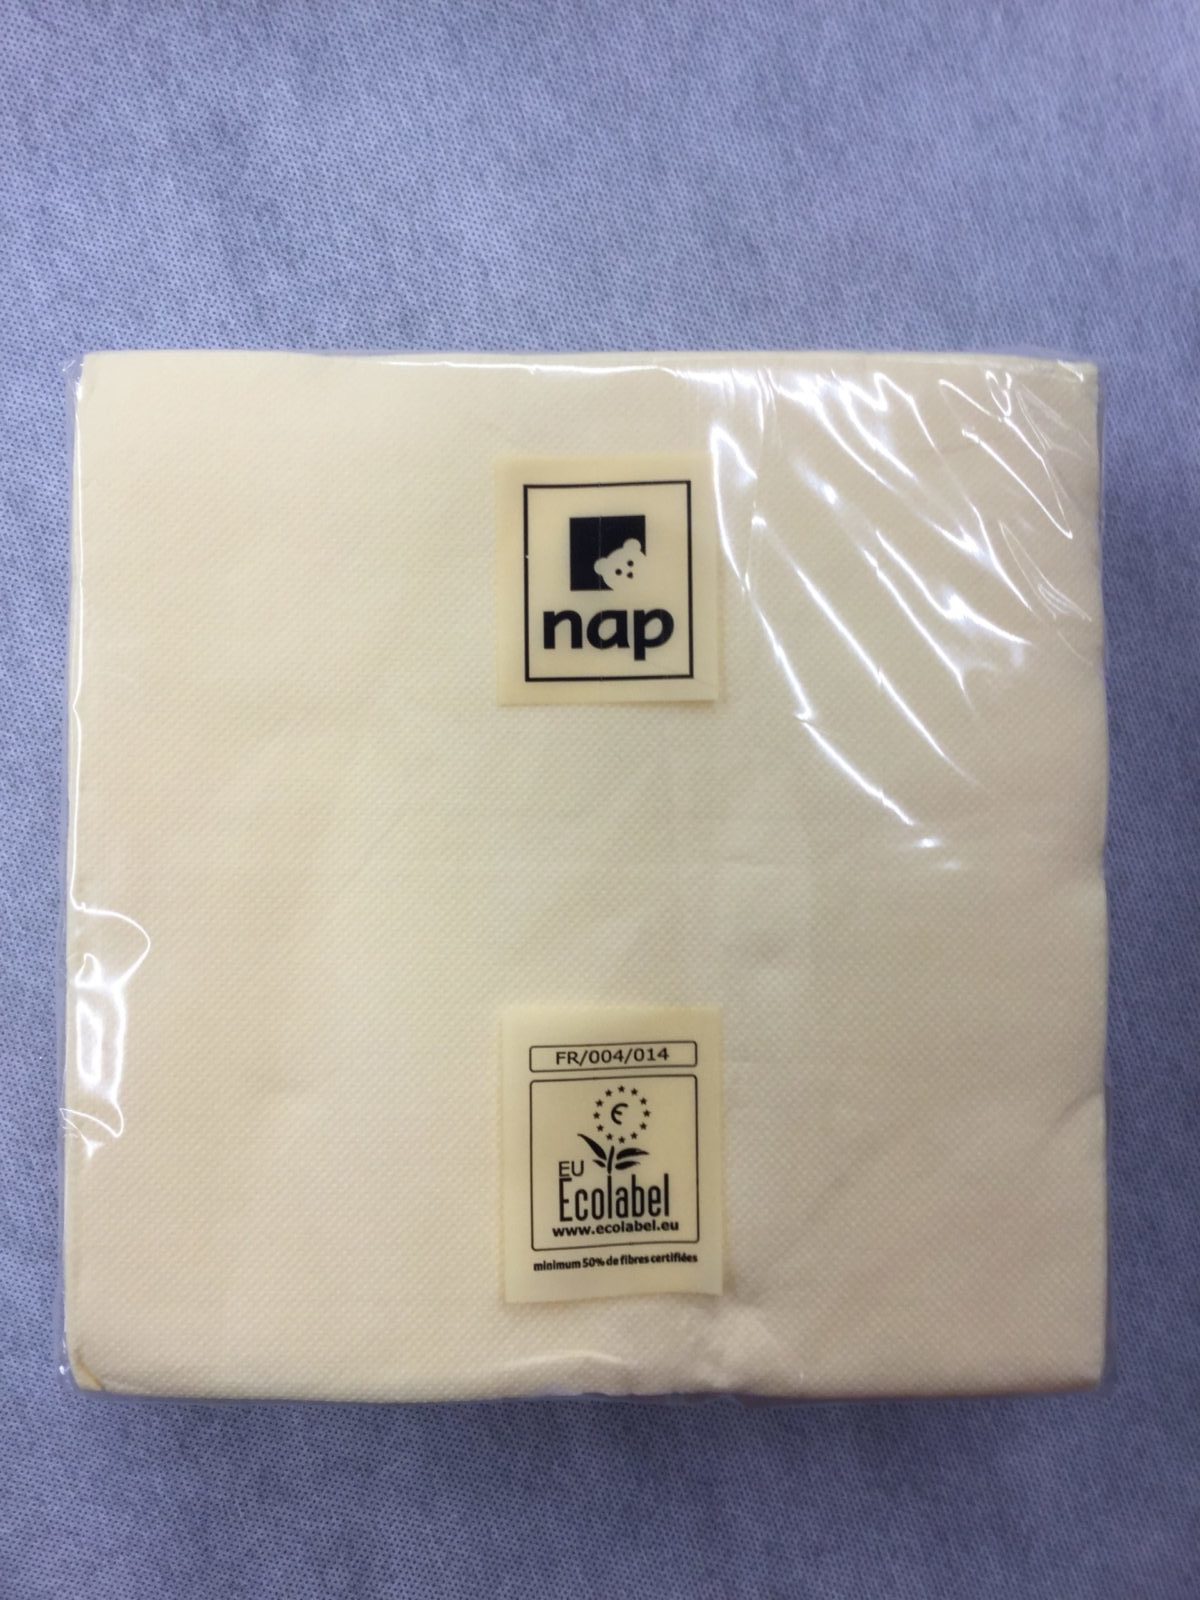 nap
FR/004/014
EU
Ecolabel
www.ecolabel.eu
minimum 50% de fibres certifiées